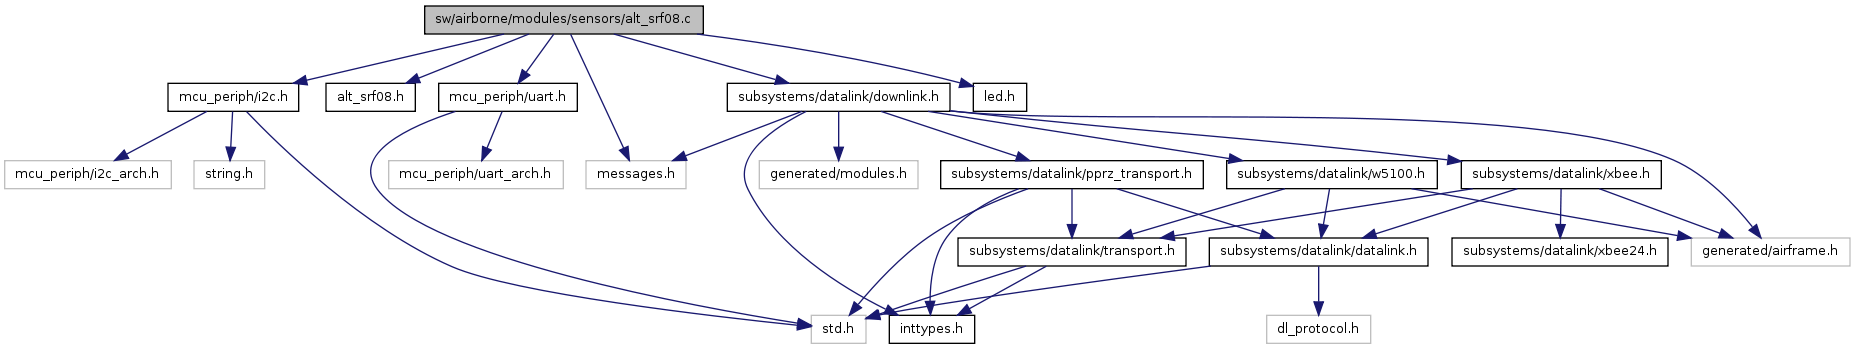 sw/airborne/modules/sensors/alt_srf08.c
mcu_periph/i2c.h
alt_srf08.h
mcu_periph/uart.h
subsystems/datalink/downlink.h
led.h
mcu_periph/i2c_arch.h
string.h
mcu_periph/uart_arch.h
messages.h
generated/modules.h
subsystems/datalink/pprz_transport.h
subsystems/datalink/w5100.h
subsystems/datalink/xbee.h
subsystems/datalink/transport.h
subsystems/datalink/datalink.h
subsystems/datalink/xbee24.h
generated/airframe.h
std.h
inttypes.h
dl_protocol.h